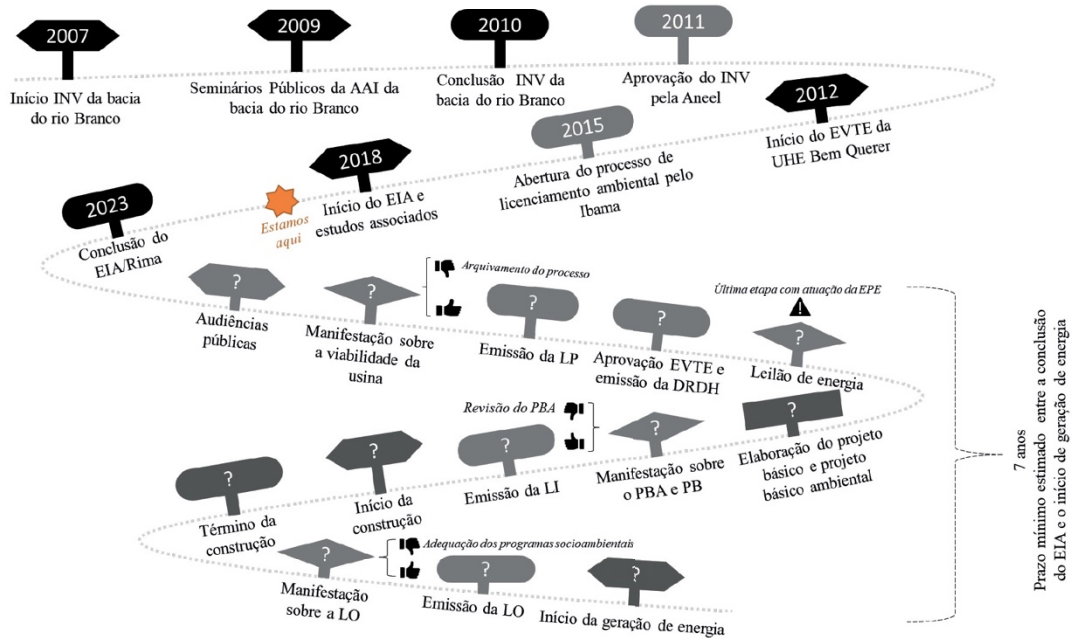 2007
Início INV da bacia
do rio Branco
2009
Seminários Públicos da AAI da
bacia do rio Branco
2010
Conclusão INV da
bacia do rio Branco
2011
Aprovação do INV
pela Aneel
2012
Início do EVTE da
UHE Bem Querer
2015
Abertura do processo de
licenciamento ambiental pelo
Ibama
2018
Início do EIA e
estudos associados
Estamos
aqui
2023
Conclusão do
EIA/Rima
?
Audiências
públicas
?
Manifestação sobre
a viabilidade da
usina
Arquivamento do processo
?
Emissão da LP
?
Aprovação EVTE e
emissão da DRDH
Última etapa com atuação da EPE
!
?
Leilão de energia
?
Elaboração do projeto
básico e projeto
básico ambiental
?
Manifestação sobre
o PBA e PB
Revisão do PBA
?
Emissão da LI
?
Início da
construção
?
Término da
construção
?
Manifestação
sobre a LO
Adequação dos programas socioambientais
?
Emissão da LO
?
Início da geração de energia
7 anos
Prazo mínimo estimado entre a conclusão
do EIA e o início de geração de energia